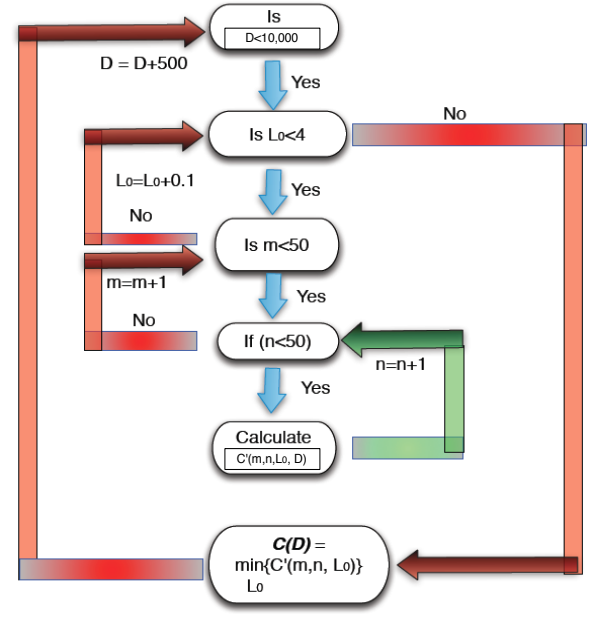 Is
D<10,000
D = D+500
Yes
Is L₀<4
No
L₀=L₀+0.1
Yes
No
Is m<50
m=m+1
Yes
No
If (n<50)
n=n+1
Yes
Calculate
C'(m,n,L₀, D)
C(D) =
min{C'(m,n, L₀)}
L₀